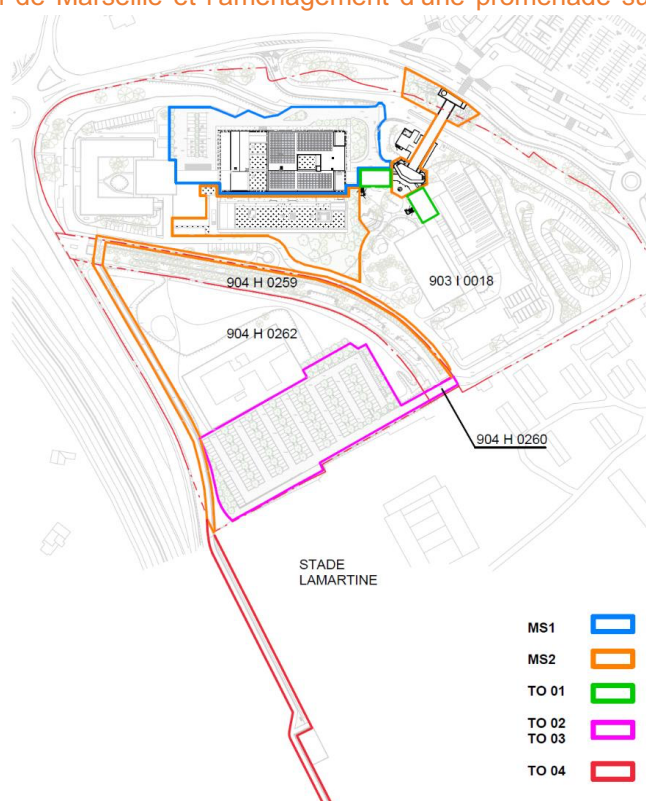 de Marseille et l'aménagement d'une promenade su
904 H 0259
903 I 0018
904 H 0262
904 H 0260
STADE
LAMARTINE
MS1
MS2
TO 01
TO 02
TO 03
TO 04